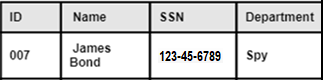 ID Name SSN Department
007 James Bond 123-45-6789 Spy